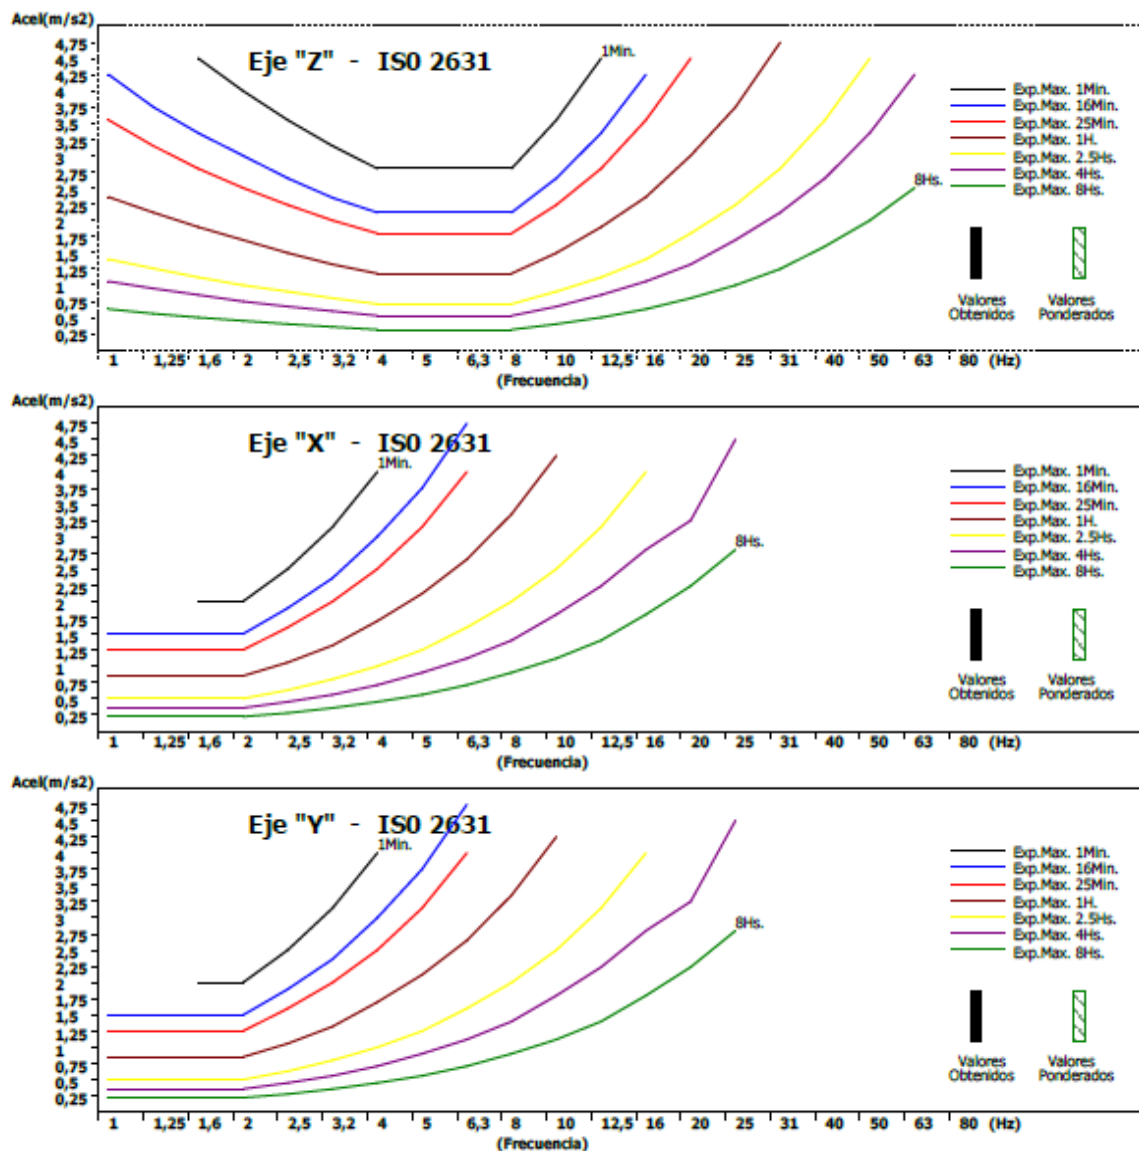 Acel(m/s2)
4,75
4,5
4,25
4
3,75
3,5
3,25
3
2,75
2,5
2,25
2
1,75
1,5
1,25
1
0,75
0,5
0,25
Eje "Z" - ISO 2631
1Min.
8Hs.
Exp.Max. 1Min.
Exp.Max. 16Min.
Exp.Max. 25Min.
Exp.Max. 1H.
Exp.Max. 2.5Hs.
Exp.Max. 4Hs.
Exp.Max. 8Hs.
Valores Valores
Obtenidos Ponderados
1 1,25 1,6 2 2,5 3,2 4 5 6,3 8 10 12,5 16 20 25 31 40 50 63 80 (Hz)
(Frecuencia)
Acel(m/s2)
4,75
4,5
4,25
4
3,75
3,5
3,25
3
2,75
2,5
2,25
2
1,75
1,5
1,25
1
0,75
0,5
0,25
Eje "X" - ISO 2631
1Min.
8Hs.
Exp.Max. 1Min.
Exp.Max. 16Min.
Exp.Max. 25Min.
Exp.Max. 1H.
Exp.Max. 2.5Hs.
Exp.Max. 4Hs.
Exp.Max. 8Hs.
Valores Valores
Obtenidos Ponderados
1 1,25 1,6 2 2,5 3,2 4 5 6,3 8 10 12,5 16 20 25 31 40 50 63 80 (Hz)
(Frecuencia)
Acel(m/s2)
4,75
4,5
4,25
4
3,75
3,5
3,25
3
2,75
2,5
2,25
2
1,75
1,5
1,25
1
0,75
0,5
0,25
Eje "Y" - ISO 2631
1Min.
8Hs.
Exp.Max. 1Min.
Exp.Max. 16Min.
Exp.Max. 25Min.
Exp.Max. 1H.
Exp.Max. 2.5Hs.
Exp.Max. 4Hs.
Exp.Max. 8Hs.
Valores Valores
Obtenidos Ponderados
1 1,25 1,6 2 2,5 3,2 4 5 6,3 8 10 12,5 16 20 25 31 40 50 63 80 (Hz)
(Frecuencia)